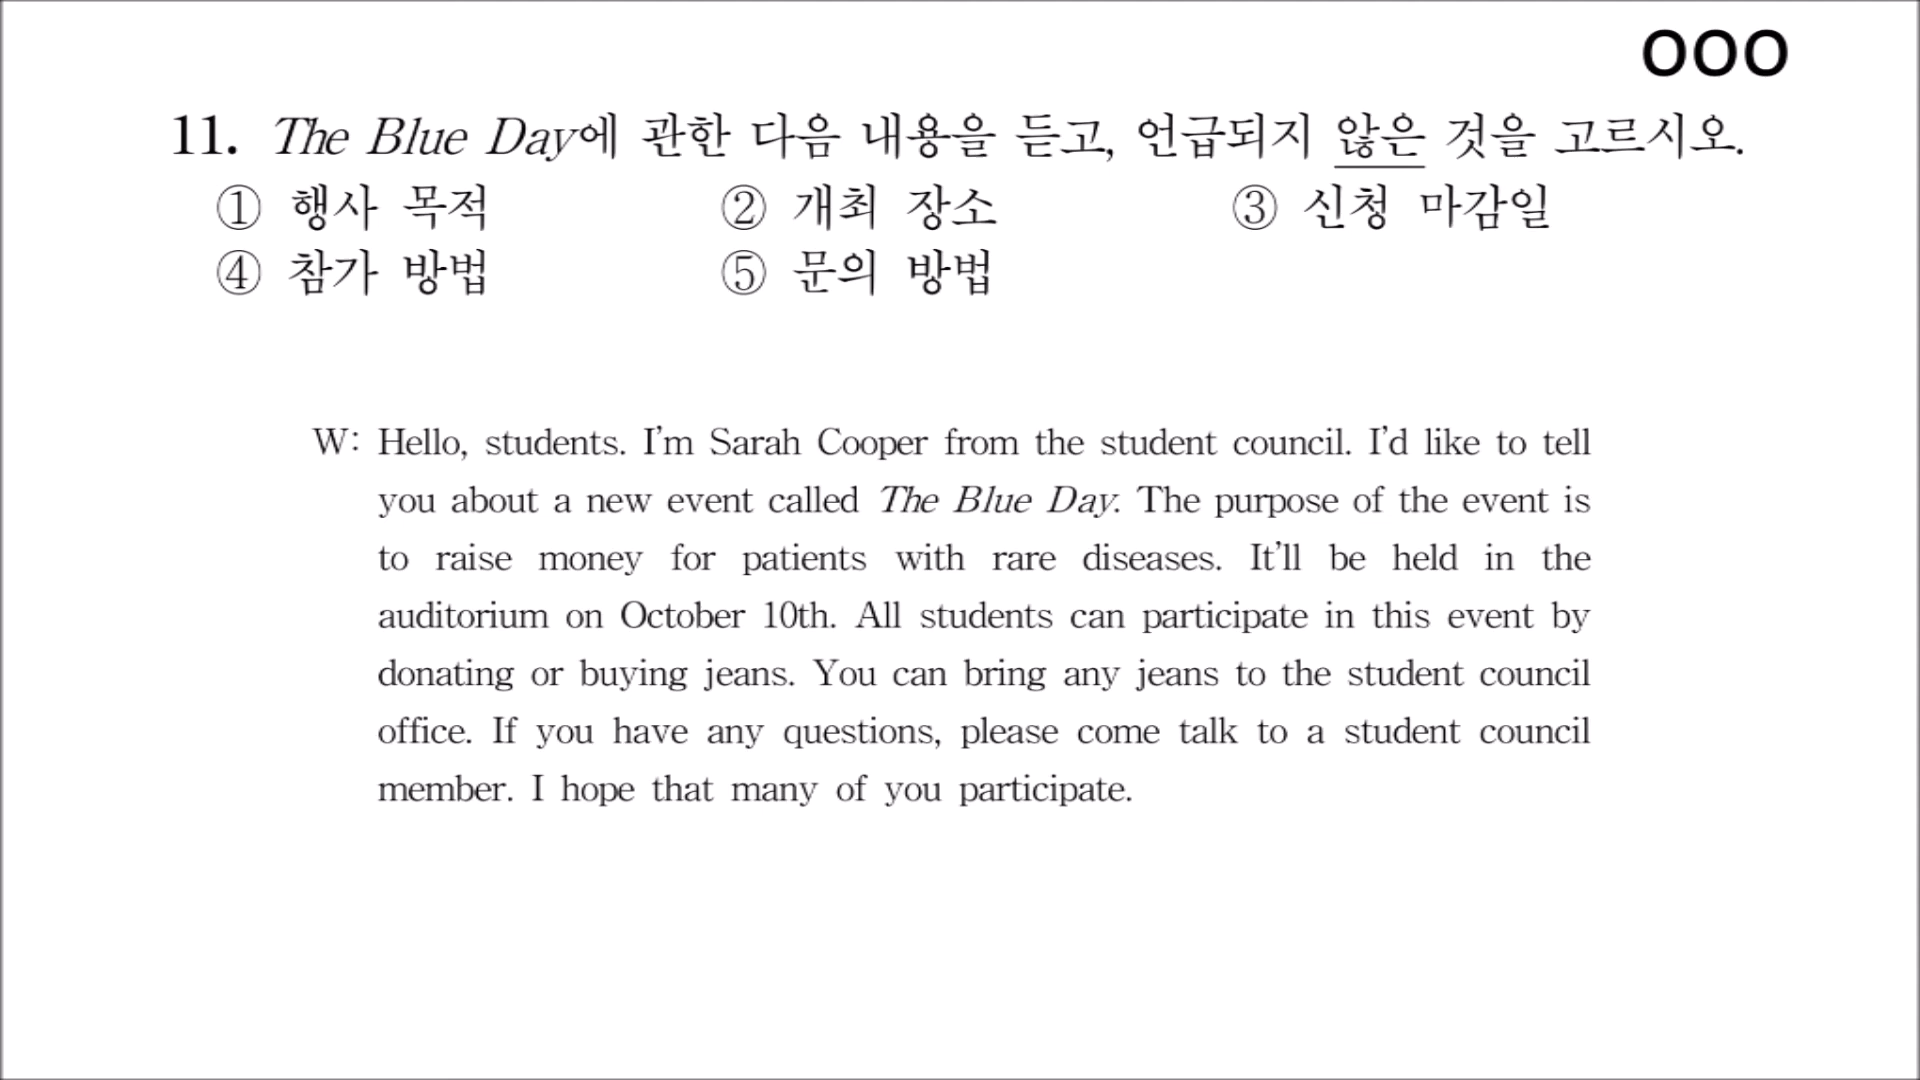 OOO
11. The Blue Day에 관한 다음 내용을 듣고, 언급되지 않은 것을 고르시오.
① 행사 목적 ② 개최 장소 ③ 신청 마감일
④ 참가 방법 ⑤ 문의 방법
W: Hello, students. I'm Sarah Cooper from the student council. I'd like to tell
you about a new event called The Blue Day. The purpose of the event is
to raise money for patients with rare diseases. It'll be held in the
auditorium on October 10th. All students can participate in this event by
donating or buying jeans. You can bring any jeans to the student council
office. If you have any questions, please come talk to a student council
member. I hope that many of you participate.